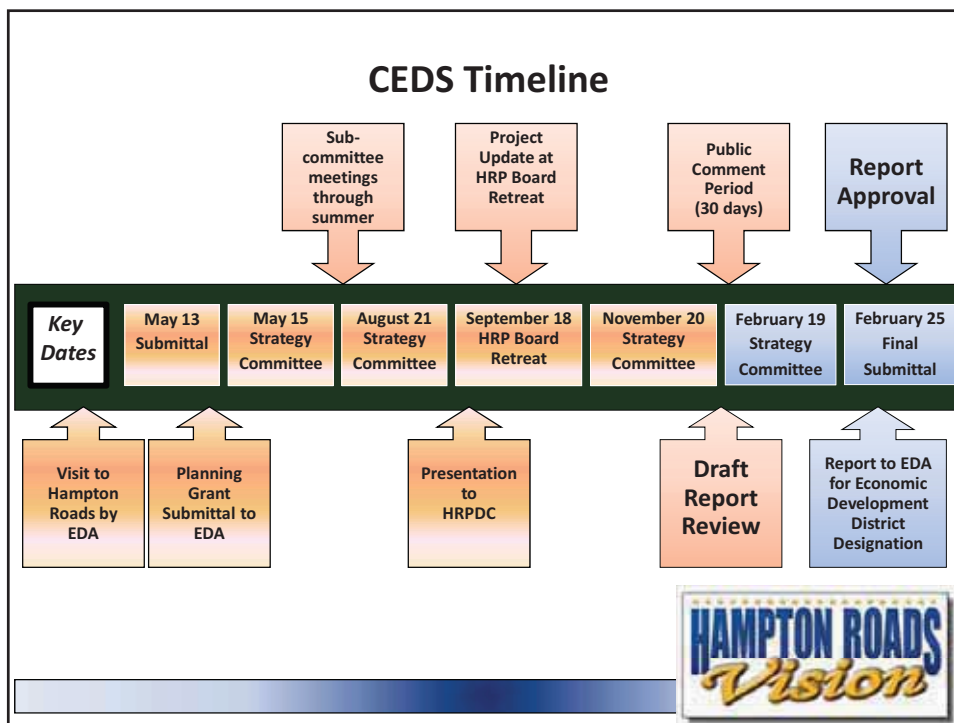 CEDS Timeline
Sub-
committee
meetings
through
summer
Project
Update at
HRP Board
Retreat
Public
Comment
Period
(30 days)
Report
Approval
Key
Dates
May 13
Submittal
May 15
Strategy
Committee
August 21
Strategy
Committee
September 18
HRP Board
Retreat
November 20
Strategy
Committee
February 19
Strategy
Committee
February 25
Final
Submittal
Visit to
Hampton
Roads by
EDA
Planning
Grant
Submittal to
EDA
Presentation
to
HRPDC
Draft
Report
Review
Report to EDA
for Economic
Development
District
Designation
HAMPTON ROADS
Vision